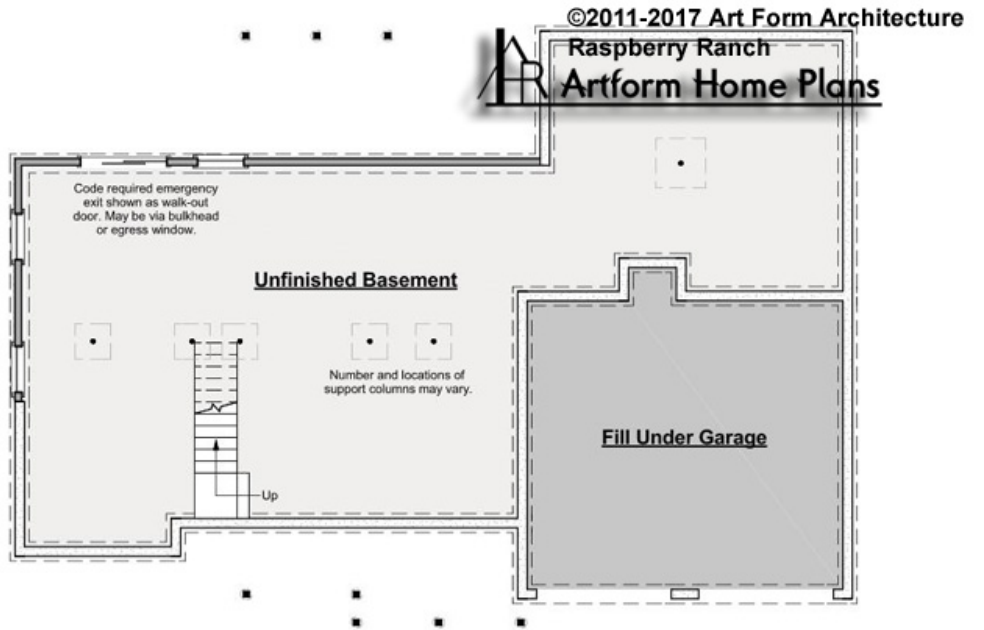 ©2011-2017 Art Form Architecture
Raspberry Ranch
AR Artform Home Plans
Code required emergency
exit shown as walk-out
door. May be via bulkhead
or egress window.
Unfinished Basement
Number and locations of
support columns may vary.
Fill Under Garage
Up